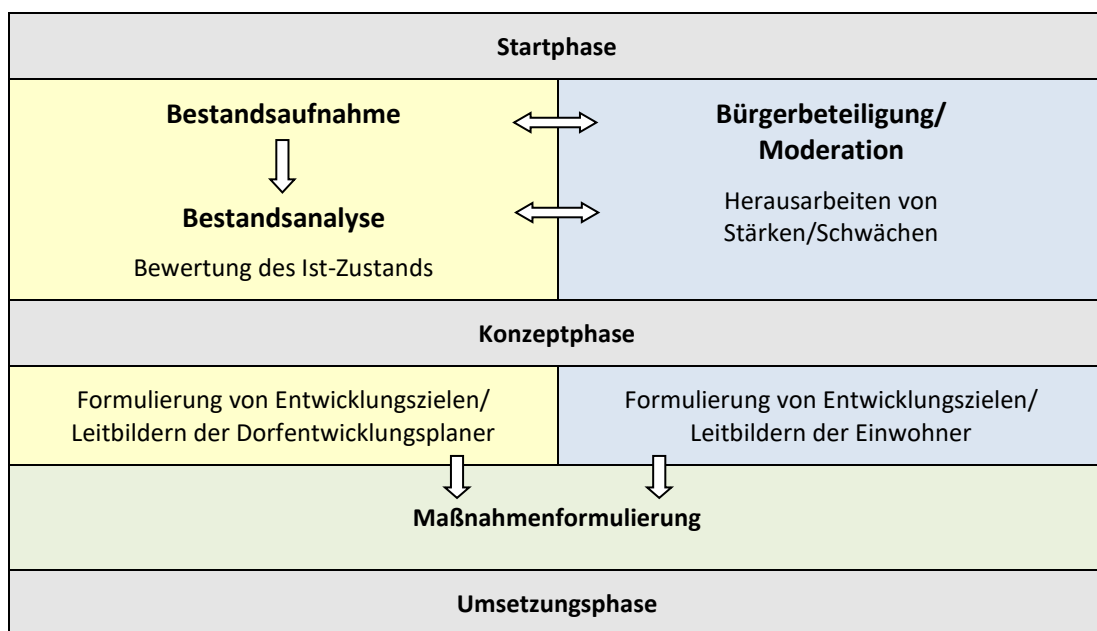 Startphase
Bestandsaufnahme
Bestandsanalyse
Bewertung des Ist-Zustands
Bürgerbeteiligung/
Moderation
Herausarbeiten von
Stärken/Schwächen
Konzeptphase
Formulierung von Entwicklungszielen/
Leitbildern der Dorfentwicklungsplaner
Formulierung von Entwicklungszielen/
Leitbildern der Einwohner
Maßnahmenformulierung
Umsetzungsphase